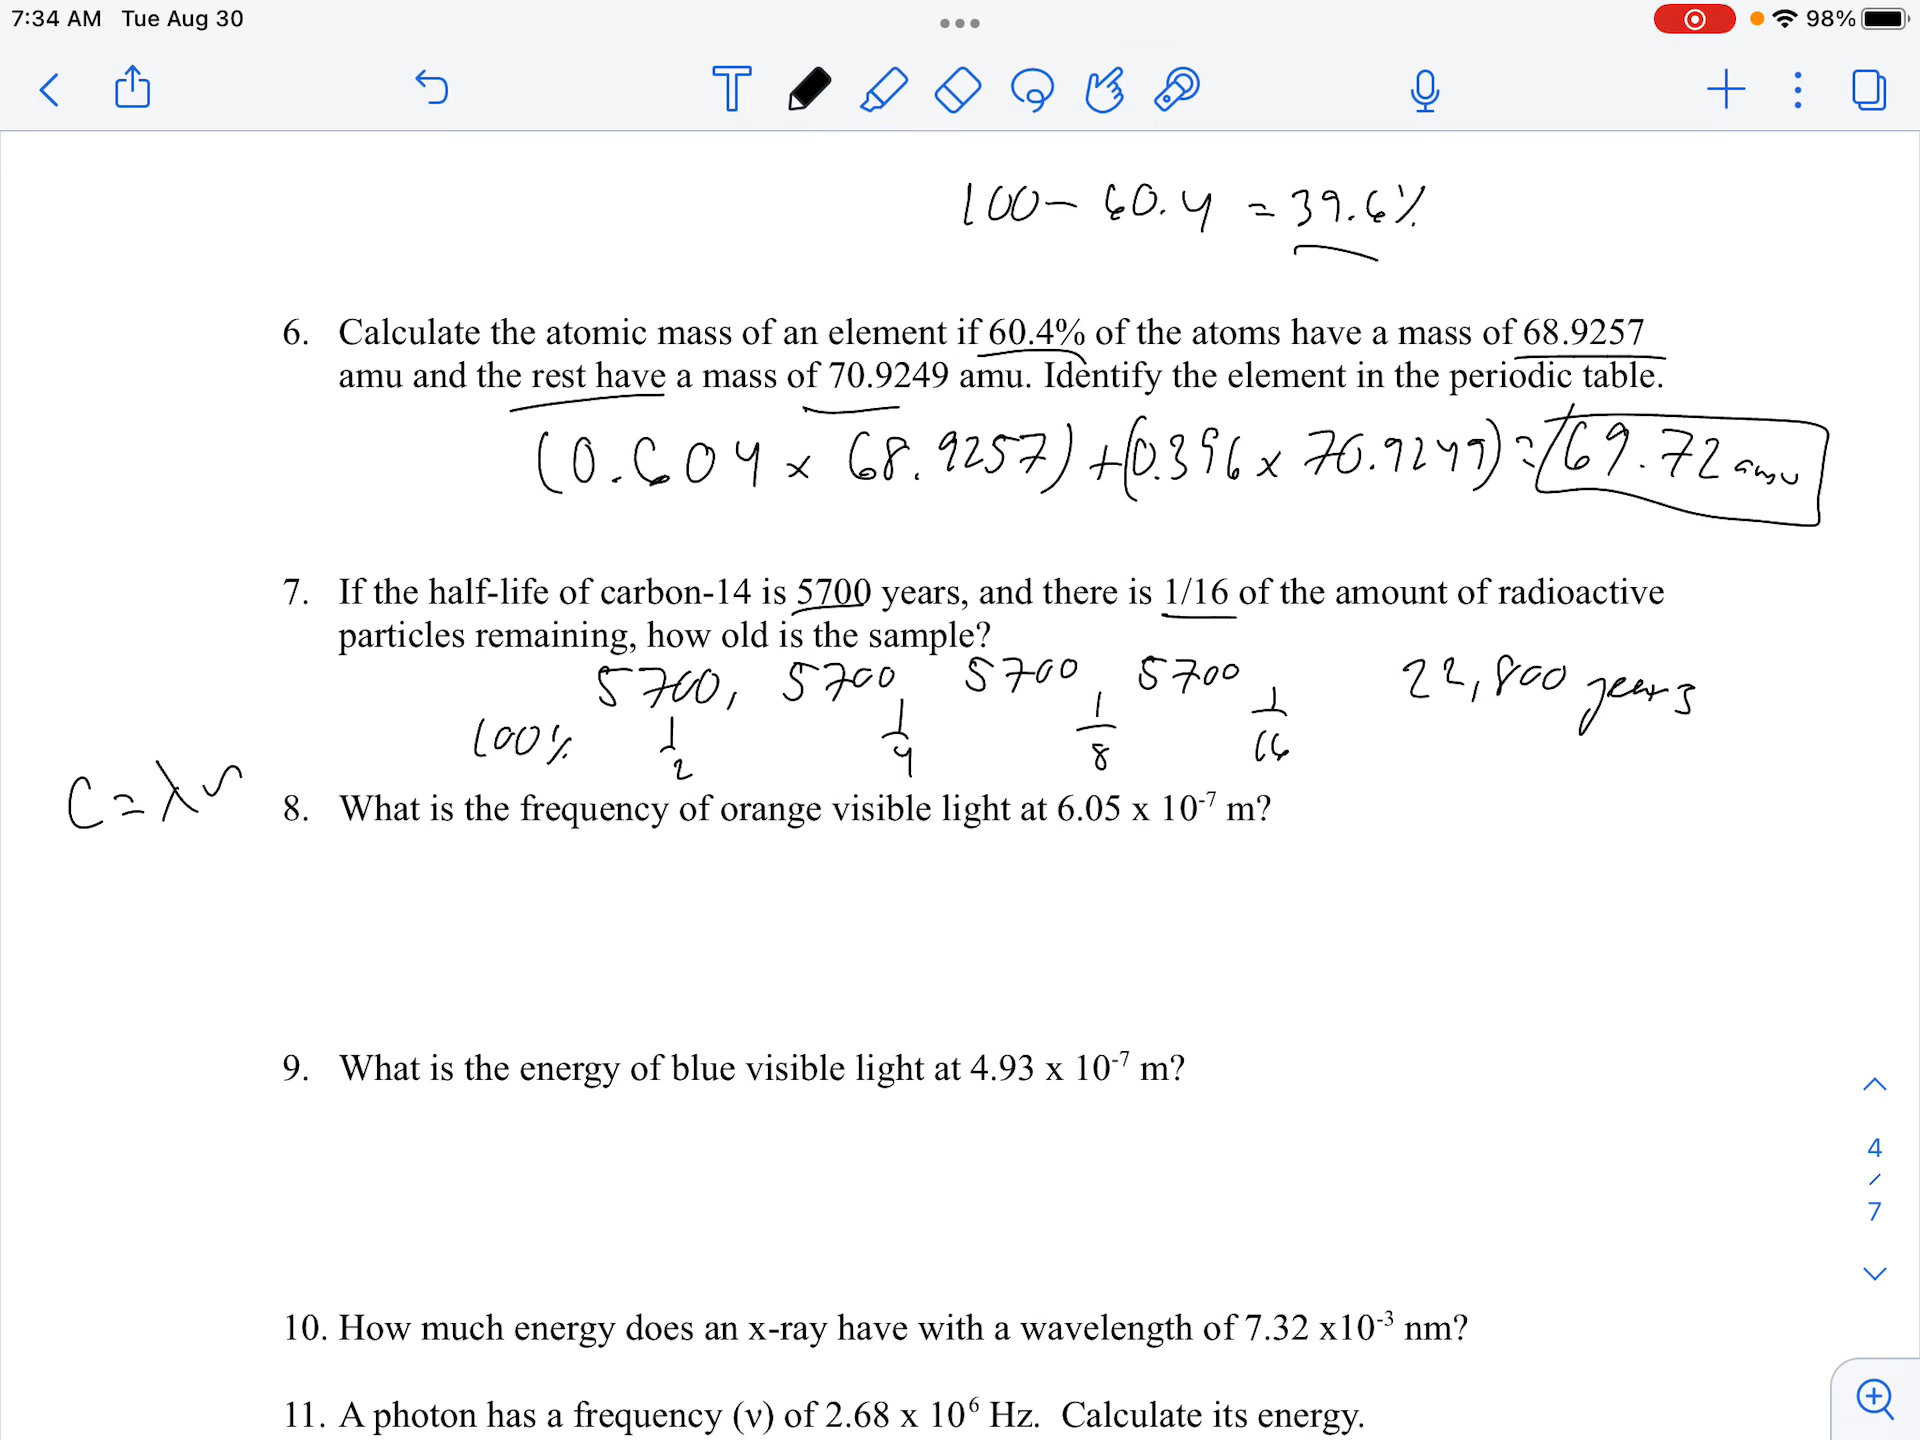 7:34 AM Tue Aug 30
98%
T
100 - 60.4 = 39.6%
6. Calculate the atomic mass of an element if 60.4% of the atoms have a mass of 68.9257
amu and the rest have a mass of 70.9249 amu. Identify the element in the periodic table.
(0.604 x 68.9257) + (0.396 x 70.9249) = 69.72 amu
7. If the half-life of carbon-14 is 5700 years, and there is 1/16 of the amount of radioactive
particles remaining, how old is the sample?
5700, 5700 5700 5700 22,800 years
100% 1/2 1/4 1/8 1/16
C = λν
8. What is the frequency of orange visible light at 6.05 x 10⁻⁷ m?
9. What is the energy of blue visible light at 4.93 x 10⁻⁷ m?
4
/
7
10. How much energy does an x-ray have with a wavelength of 7.32 x10⁻³ nm?
11. A photon has a frequency (ν) of 2.68 x 10⁶ Hz. Calculate its energy.